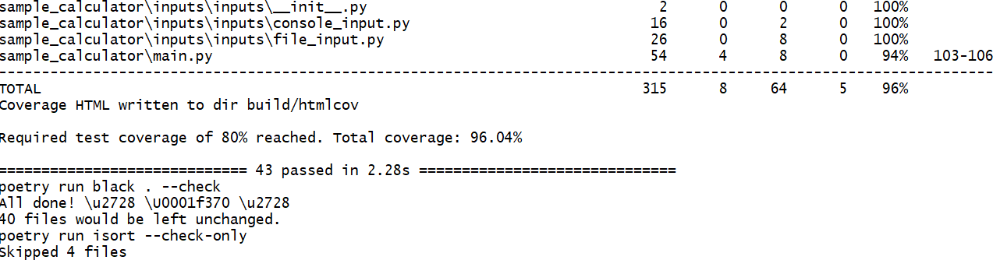 sample_calculator\inputs\inputs\__init__.py 2 0 0 0 100%
sample_calculator\inputs\inputs\console_input.py 16 0 2 0 100%
sample_calculator\inputs\inputs\file_input.py 26 0 8 0 100%
sample_calculator\main.py 54 4 8 0 94% 103-106
--------------------------------------------------------------------------------------------------------------------
TOTAL 315 8 64 5 96%
Coverage HTML written to dir build/htmlcov
Required test coverage of 80% reached. Total coverage: 96.04%
============================= 43 passed in 2.28s ==============================
poetry run black . --check
All done! \u2728 \U0001f370 \u2728
40 files would be left unchanged.
poetry run isort --check-only
Skipped 4 files